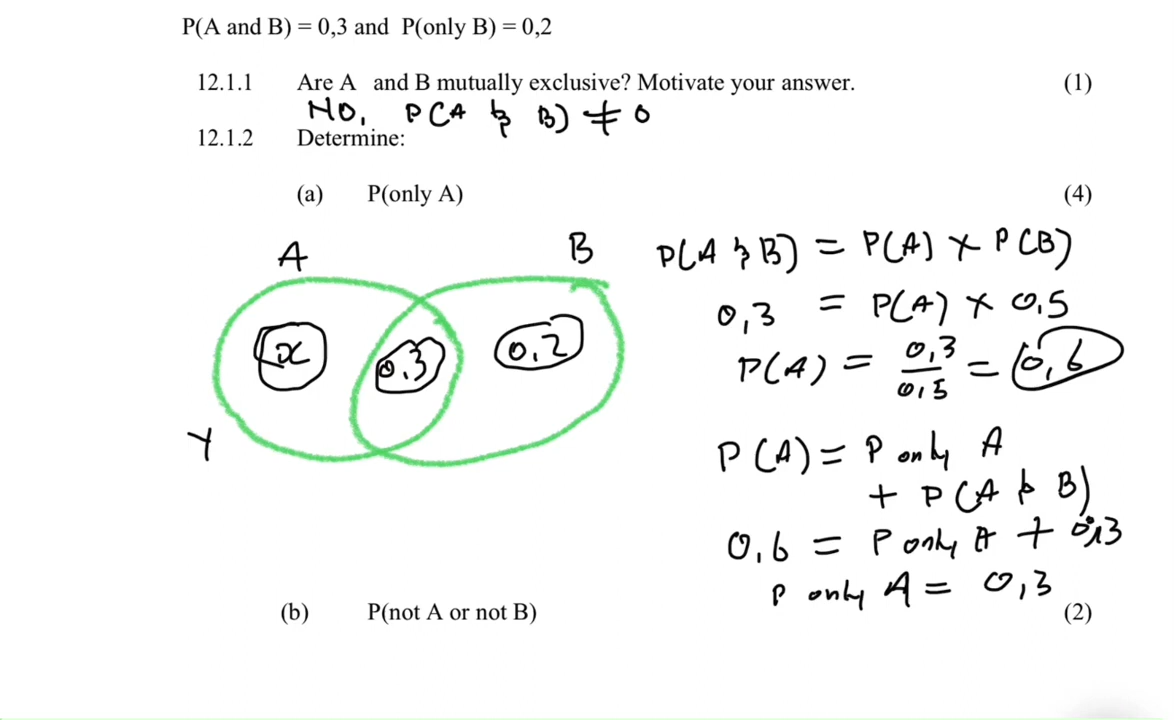 P(A and B) = 0,3 and P(only B) = 0,2
12.1.1 Are A and B mutually exclusive? Motivate your answer. (1)
No, P(A & B) ≠ 0
12.1.2 Determine:
(a) P(only A) (4)
A B
x 0,3 0,2
Y
P(A & B) = P(A) × P(B)
0,3 = P(A) × 0,5
P(A) = 0,3/0,5 = 0,6
P(A) = P only A
+ P(A & B)
0,6 = P only A + 0,3
P only A = 0,3
(b) P(not A or not B) (2)